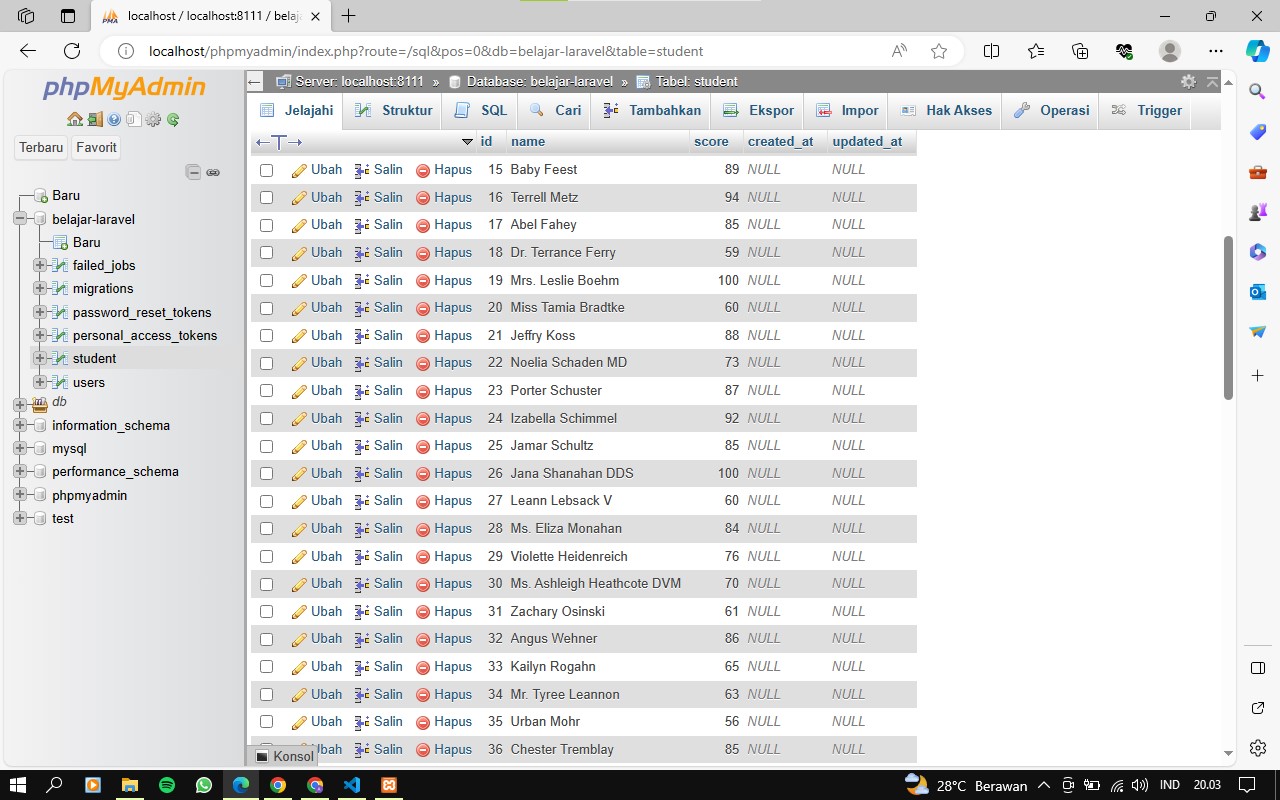 localhost / localhost:8111 / belaj
localhost/phpmyadmin/index.php?route=/sql&pos=0&db=belajar-laravel&table=student
phpMyAdmin
Terbaru Favorit
Baru
belajar-laravel
Baru
failed_jobs
migrations
password_reset_tokens
personal_access_tokens
student
users
db
information_schema
mysql
performance_schema
phpmyadmin
test
Server: localhost:8111 » Database: belajar-laravel » Tabel: student
Jelajahi Struktur SQL Cari Tambahkan Ekspor Impor Hak Akses Operasi Trigger
←T→ id name score created_at updated_at
Ubah Salin Hapus 15 Baby Feest 89 NULL NULL
Ubah Salin Hapus 16 Terrell Metz 94 NULL NULL
Ubah Salin Hapus 17 Abel Fahey 85 NULL NULL
Ubah Salin Hapus 18 Dr. Terrance Ferry 59 NULL NULL
Ubah Salin Hapus 19 Mrs. Leslie Boehm 100 NULL NULL
Ubah Salin Hapus 20 Miss Tamia Bradtke 60 NULL NULL
Ubah Salin Hapus 21 Jeffry Koss 88 NULL NULL
Ubah Salin Hapus 22 Noelia Schaden MD 73 NULL NULL
Ubah Salin Hapus 23 Porter Schuster 87 NULL NULL
Ubah Salin Hapus 24 Izabella Schimmel 92 NULL NULL
Ubah Salin Hapus 25 Jamar Schultz 85 NULL NULL
Ubah Salin Hapus 26 Jana Shanahan DDS 100 NULL NULL
Ubah Salin Hapus 27 Leann Lebsack V 60 NULL NULL
Ubah Salin Hapus 28 Ms. Eliza Monahan 84 NULL NULL
Ubah Salin Hapus 29 Violette Heidenreich 76 NULL NULL
Ubah Salin Hapus 30 Ms. Ashleigh Heathcote DVM 70 NULL NULL
Ubah Salin Hapus 31 Zachary Osinski 61 NULL NULL
Ubah Salin Hapus 32 Angus Wehner 86 NULL NULL
Ubah Salin Hapus 33 Kailyn Rogahn 65 NULL NULL
Ubah Salin Hapus 34 Mr. Tyree Leannon 63 NULL NULL
Ubah Salin Hapus 35 Urban Mohr 56 NULL NULL
Ubah Salin Hapus 36 Chester Tremblay 85 NULL NULL
Konsol
28°C Berawan IND 20.03